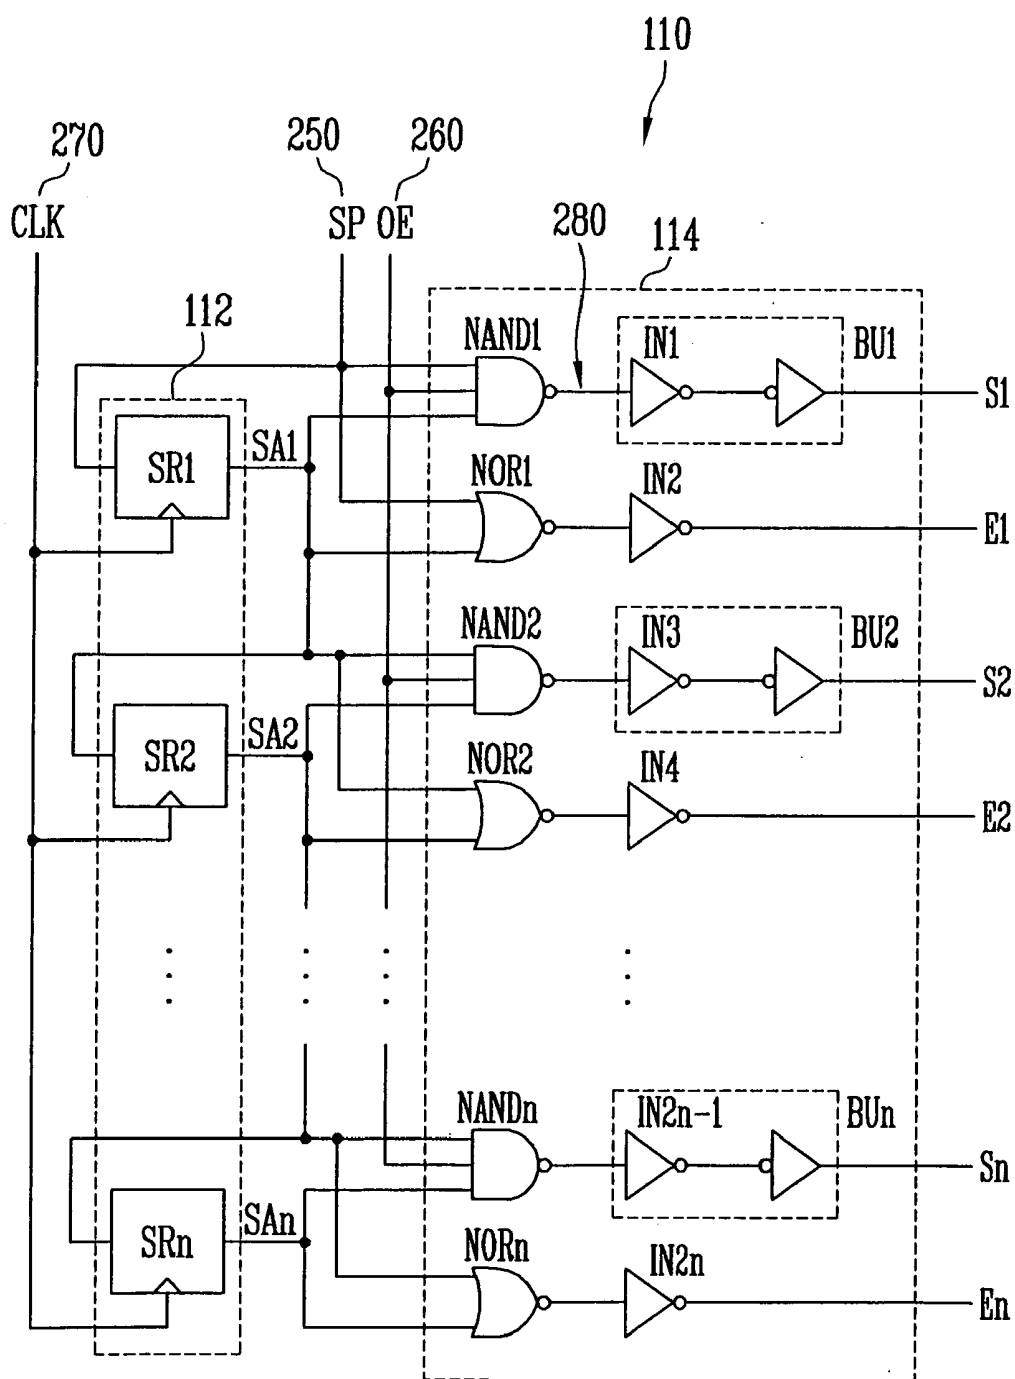 110
270 250 260
CLK SP OE 280 114
112 NAND1 IN1 BU1
S1
SR1 SA1 NOR1 IN2
E1
NAND2 IN3 BU2
S2
SR2 SA2 NOR2 IN4
E2
NANDn IN2n-1 BUn
Sn
SRn SAn NORn IN2n
En